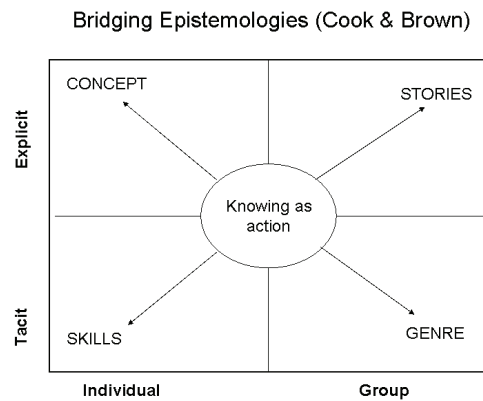 Bridging Epistemologies (Cook & Brown)
CONCEPT
STORIES
Explicit
Knowing as
action
Tacit
SKILLS
GENRE
Individual
Group